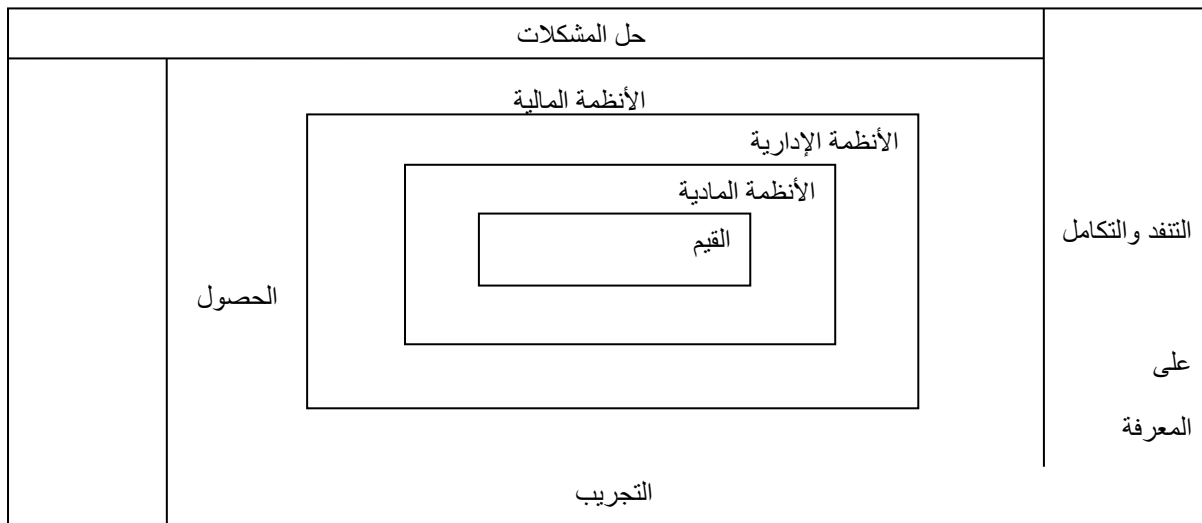 حل المشكلات
الأنظمة المالية
الأنظمة الإدارية
الأنظمة المادية
القيم
التنفد والتكامل
الحصول
على
المعرفة
التجريب